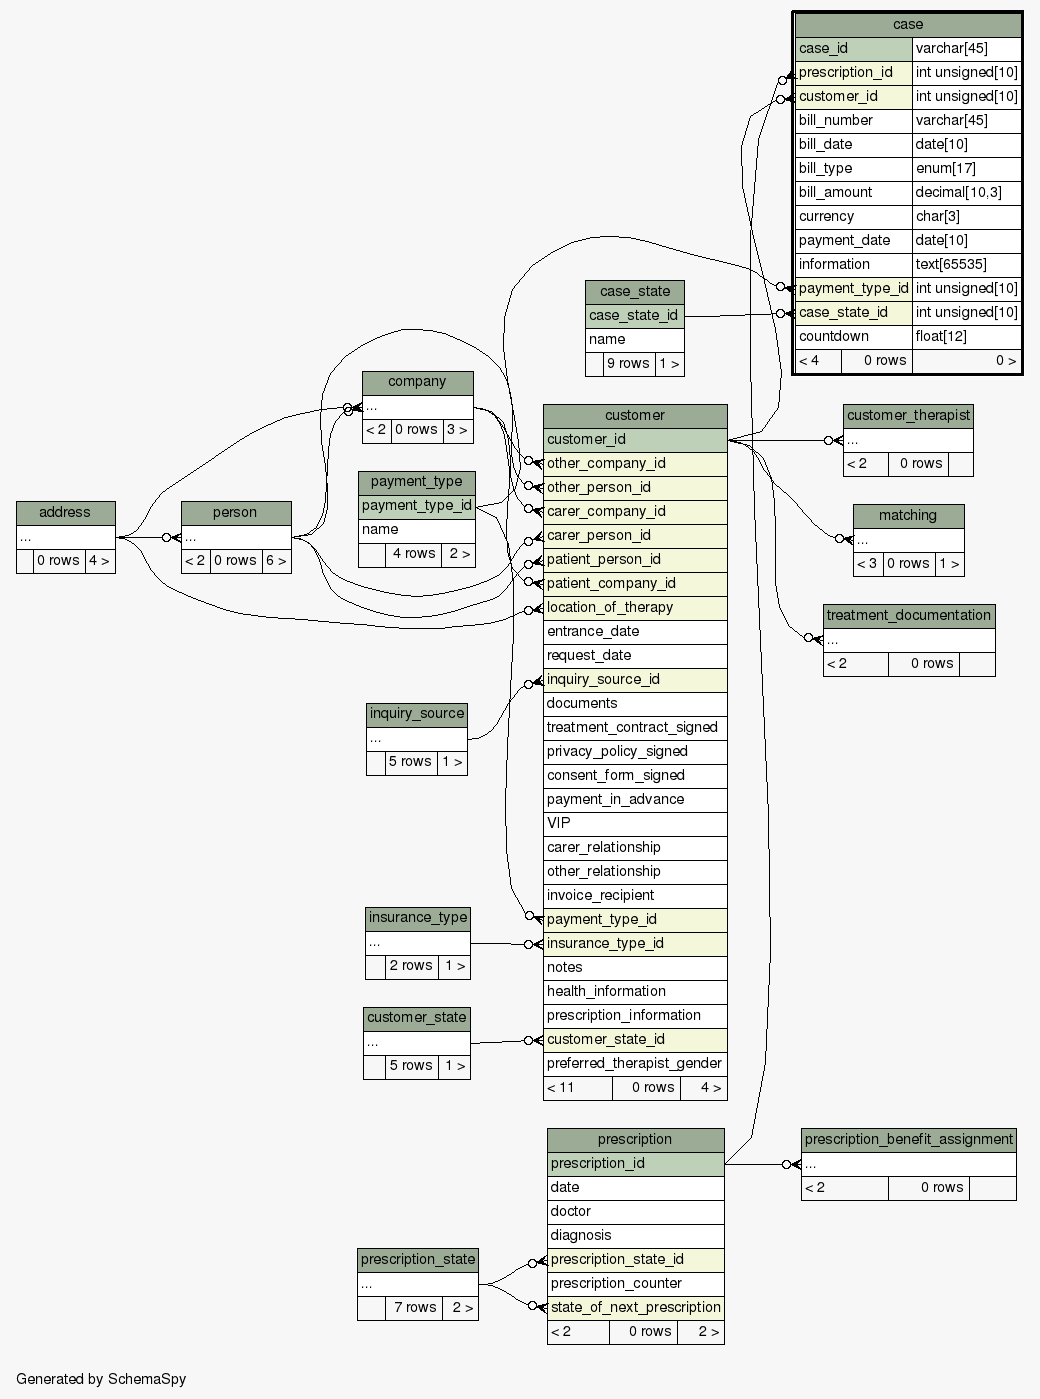 case
case_id varchar[45]
prescription_id int unsigned[10]
customer_id int unsigned[10]
bill_number varchar[45]
bill_date date[10]
bill_type enum[17]
bill_amount decimal[10,3]
currency char[3]
payment_date date[10]
information text[65535]
payment_type_id int unsigned[10]
case_state_id int unsigned[10]
countdown float[12]
< 4 0 rows 0 >
case_state
case_state_id
name
9 rows 1 >
company
...
< 2 0 rows 3 >
customer
customer_id
other_company_id
other_person_id
carer_company_id
carer_person_id
patient_person_id
patient_company_id
location_of_therapy
entrance_date
request_date
inquiry_source_id
documents
treatment_contract_signed
privacy_policy_signed
consent_form_signed
payment_in_advance
VIP
carer_relationship
other_relationship
invoice_recipient
payment_type_id
insurance_type_id
notes
health_information
prescription_information
customer_state_id
preferred_therapist_gender
< 11 0 rows 4 >
customer_therapist
...
< 2 0 rows
payment_type
payment_type_id
name
4 rows 2 >
address
...
0 rows 4 >
person
...
< 2 0 rows 6 >
matching
...
< 3 0 rows 1 >
treatment_documentation
...
< 2 0 rows
inquiry_source
...
5 rows 1 >
insurance_type
...
2 rows 1 >
customer_state
...
5 rows 1 >
prescription
prescription_id
date
doctor
diagnosis
prescription_state_id
prescription_counter
state_of_next_prescription
< 2 0 rows 2 >
prescription_benefit_assignment
...
< 2 0 rows
prescription_state
...
7 rows 2 >
Generated by SchemaSpy